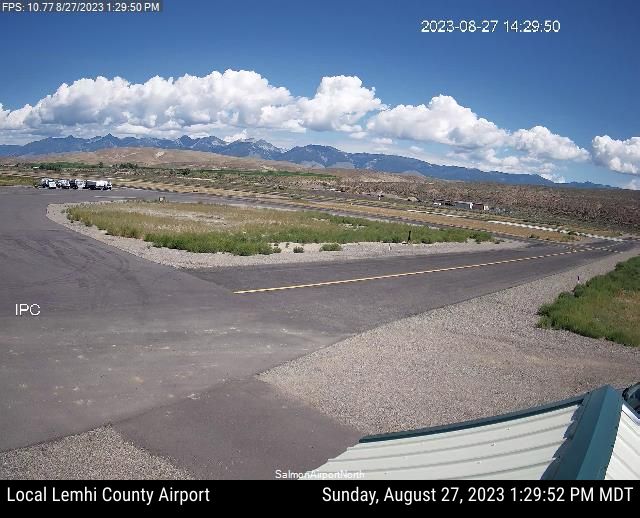 FPS: 10.77 8/27/2023 1:29:50 PM
2023-08-27 14:29:50
IPC
SalmonAirportNorth
Local Lemhi County Airport
Sunday, August 27, 2023 1:29:52 PM MDT